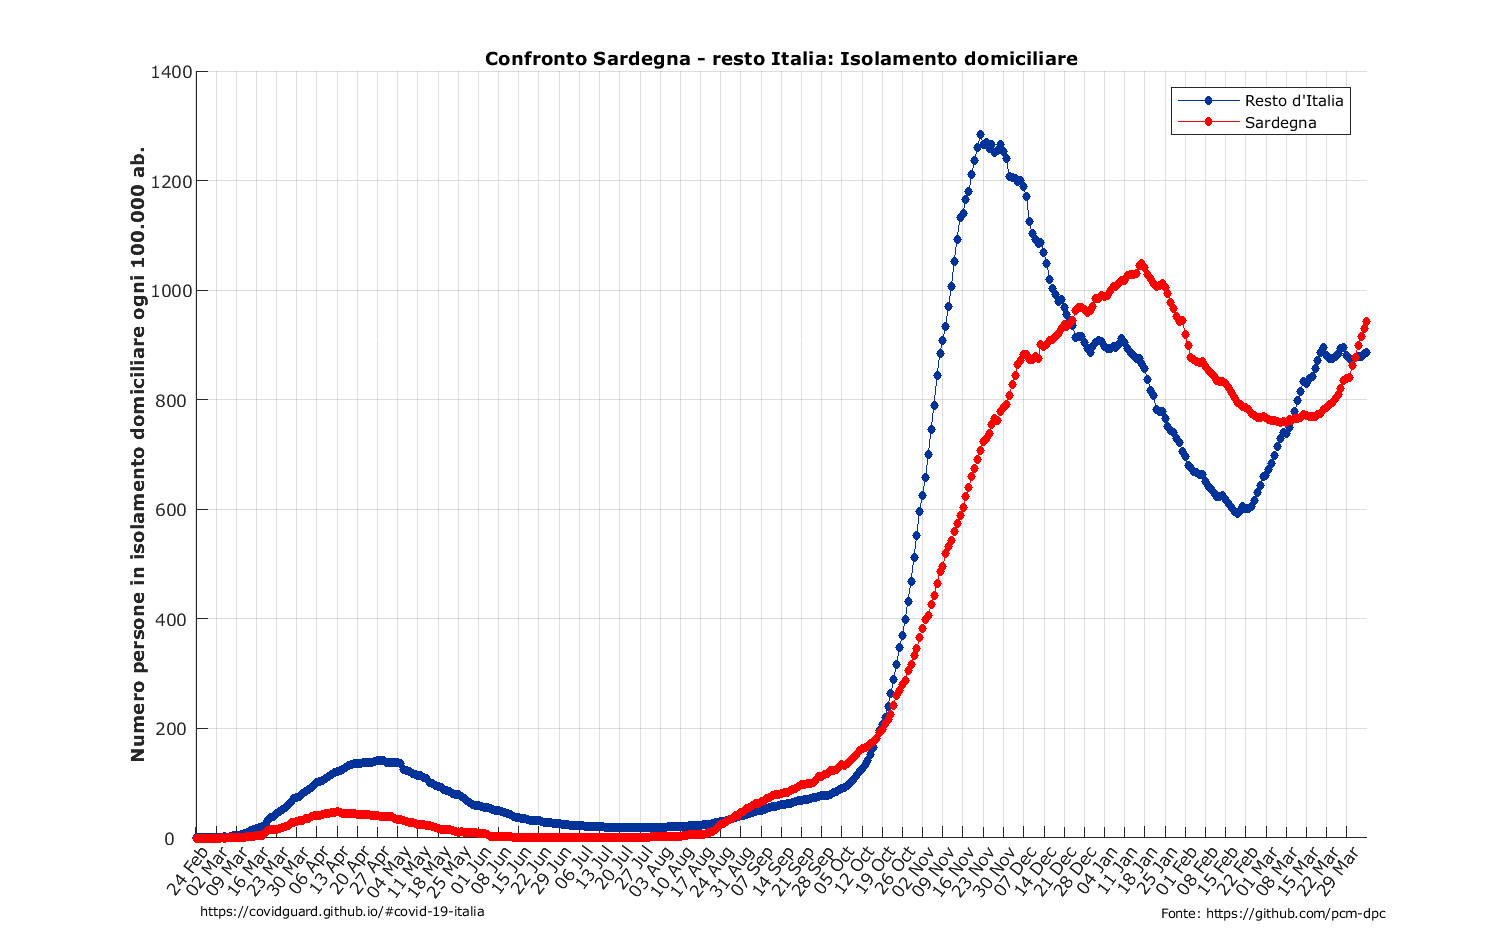 Confronto Sardegna - resto Italia: Isolamento domiciliare
Resto d'Italia
Sardegna
Numero persone in isolamento domiciliare ogni 100.000 ab.
1400
1200
1000
800
600
400
200
0
24 Feb
02 Mar
09 Mar
16 Mar
23 Mar
30 Mar
06 Apr
13 Apr
20 Apr
27 Apr
04 May
11 May
18 May
25 May
01 Jun
08 Jun
15 Jun
22 Jun
29 Jun
06 Jul
13 Jul
20 Jul
27 Jul
03 Aug
10 Aug
17 Aug
24 Aug
31 Aug
07 Sep
14 Sep
21 Sep
28 Sep
05 Oct
12 Oct
19 Oct
26 Oct
02 Nov
09 Nov
16 Nov
23 Nov
30 Nov
07 Dec
14 Dec
21 Dec
28 Dec
04 Jan
11 Jan
18 Jan
25 Jan
01 Feb
08 Feb
15 Feb
22 Feb
01 Mar
08 Mar
15 Mar
22 Mar
29 Mar
https://covidguard.github.io/#covid-19-italia
Fonte: https://github.com/pcm-dpc